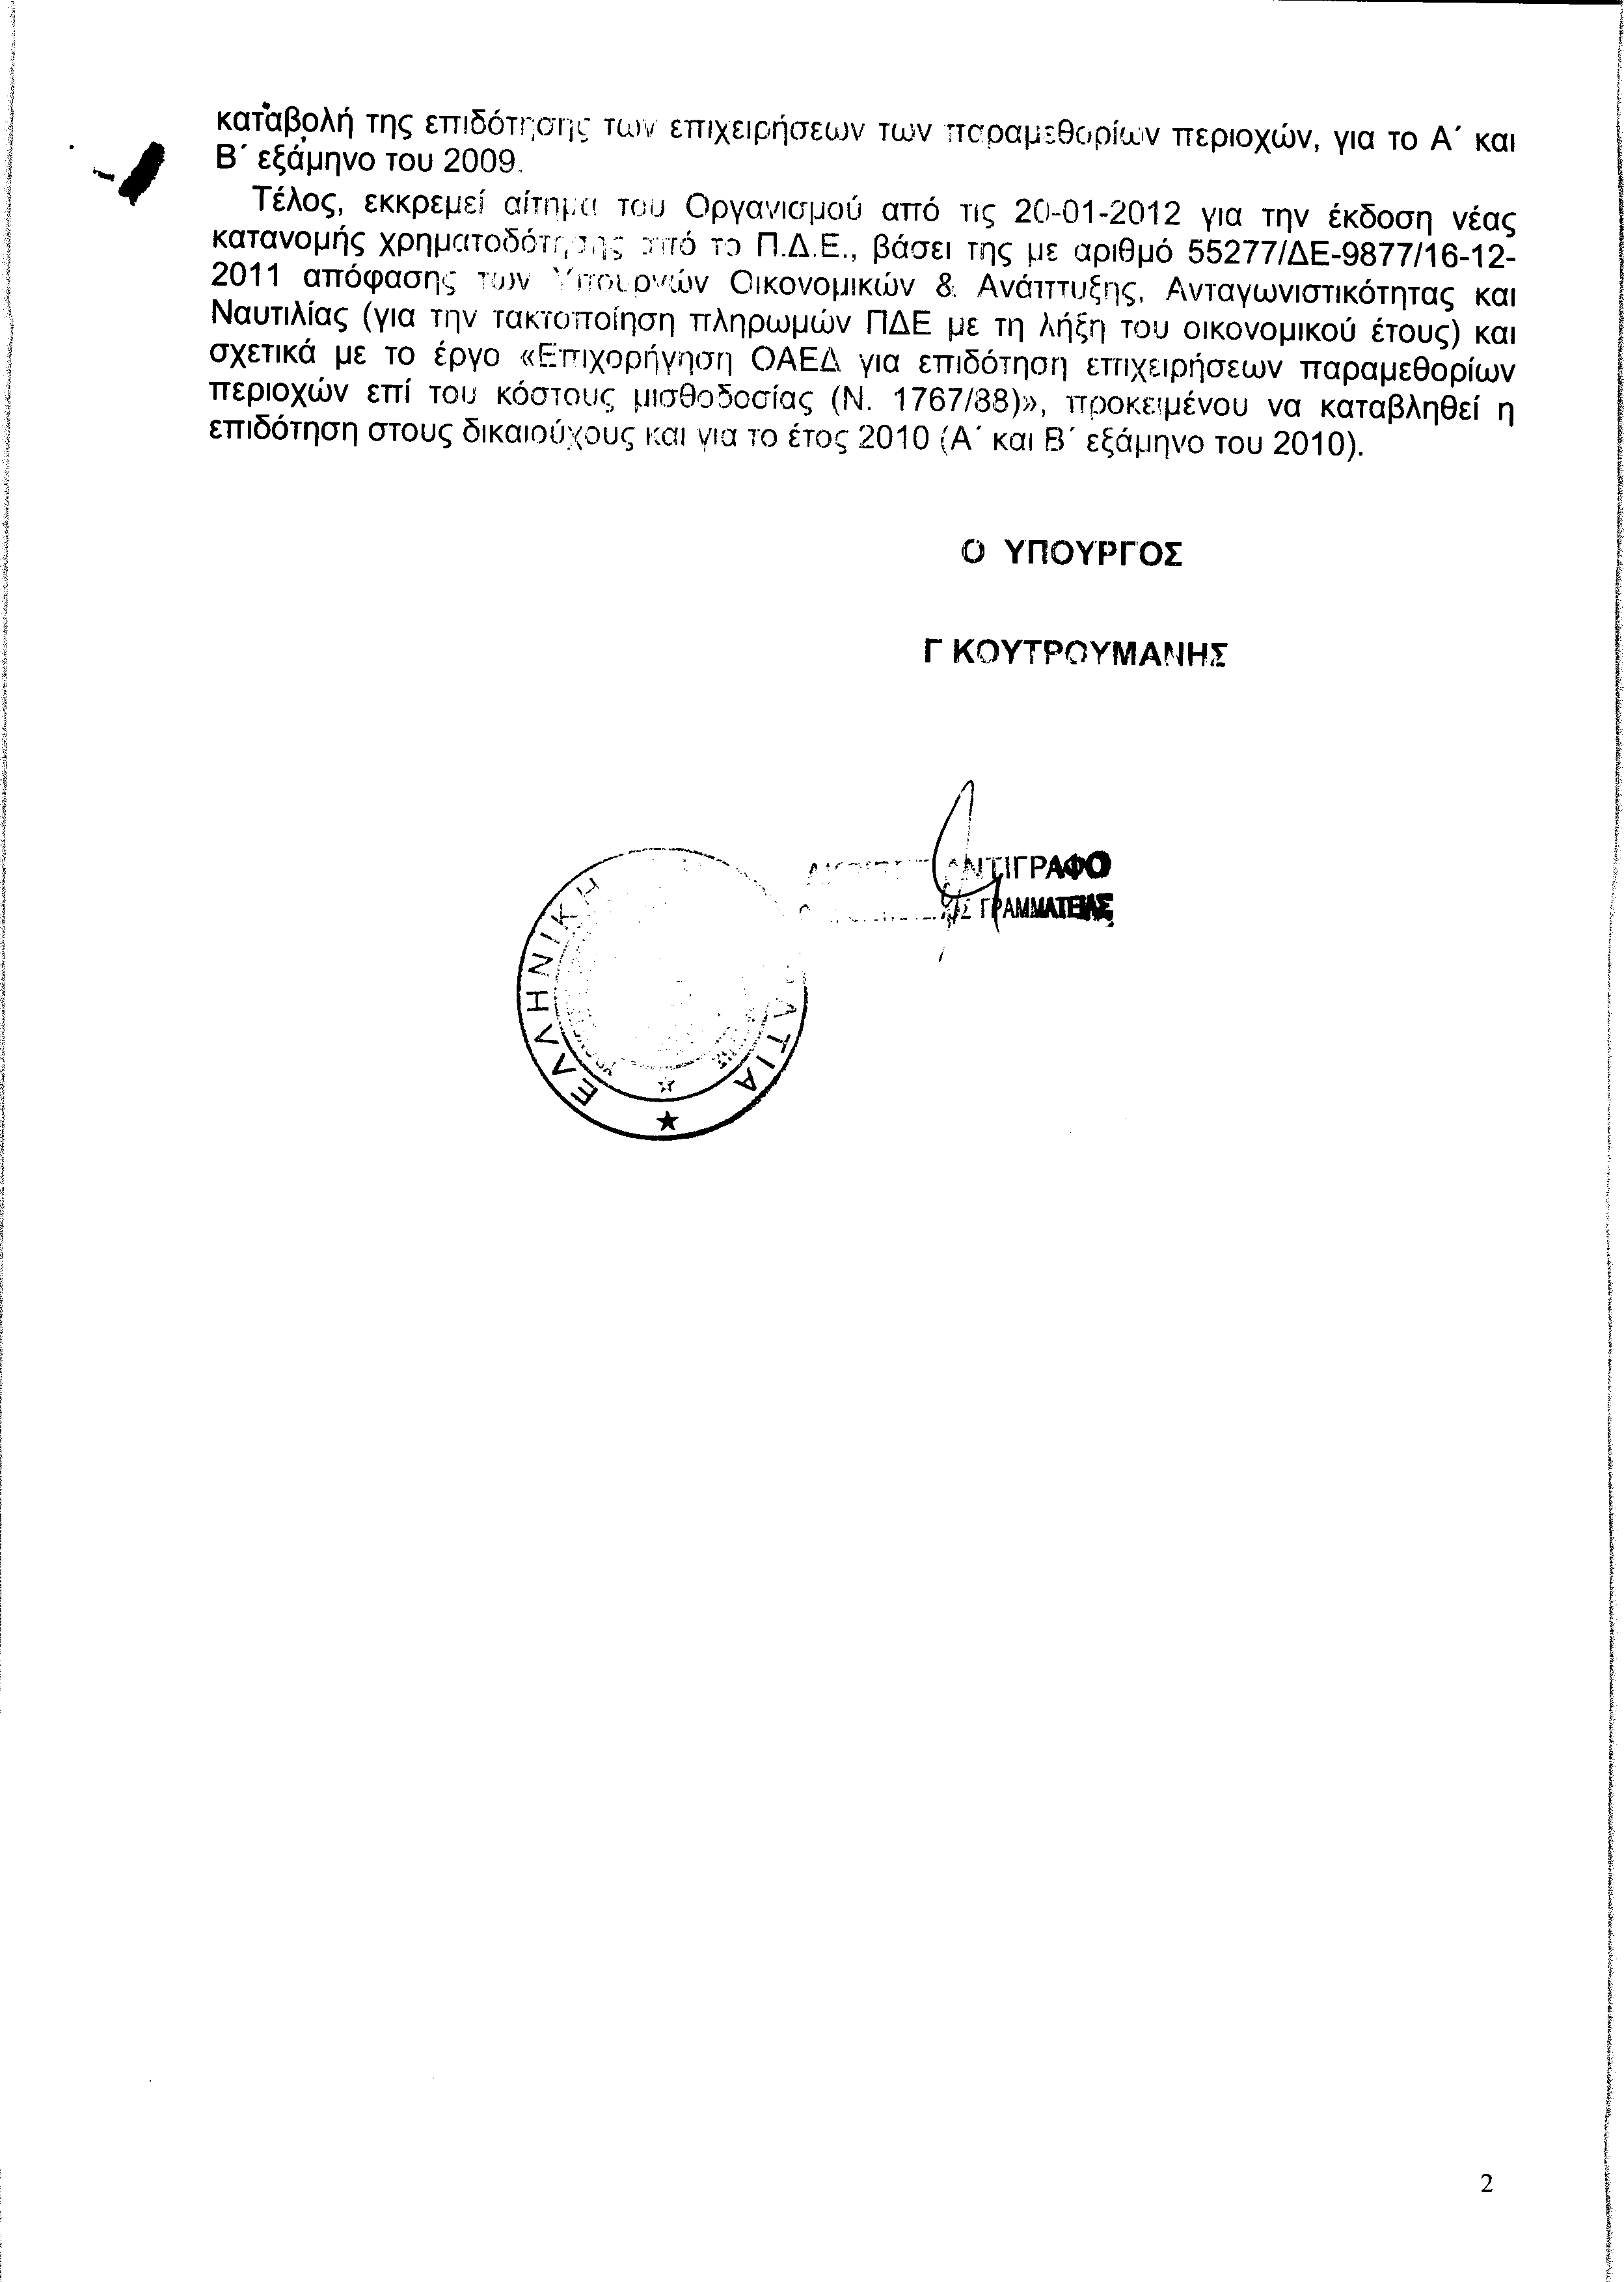 καταβολή της επιδότησης των επιχειρήσεων των παραμεθορίων περιοχών, για το Α΄ και
Β΄ εξάμηνο του 2009.
Τέλος, εκκρεμεί αίτημα του Οργανισμού από τις 20-01-2012 για την έκδοση νέας
κατανομής χρηματοδότησης από το Π.Δ.Ε., βάσει της με αριθμό 55277/ΔΕ-9877/16-12-
2011 απόφασης των Υπουργών Οικονομικών & Ανάπτυξης, Ανταγωνιστικότητας και
Ναυτιλίας (για την τακτοποίηση πληρωμών ΠΔΕ με τη λήξη του οικονομικού έτους) και
σχετικά με το έργο «Επιχορήγηση ΟΑΕΔ για επιδότηση επιχειρήσεων παραμεθορίων
περιοχών επί του κόστους μισθοδοσίας (Ν. 1767/88)», προκειμένου να καταβληθεί η
επιδότηση στους δικαιούχους και για το έτος 2010 (Α΄ και Β΄ εξάμηνο του 2010).
Ο ΥΠΟΥΡΓΟΣ
Γ ΚΟΥΤΡΟΥΜΑΝΗΣ
ΑΝΤΙΓΡΑΦΟ
ΓΡΑΜΜΑΤΕΙΑΣ
ΕΛΛΗΝΙΚΗ
2